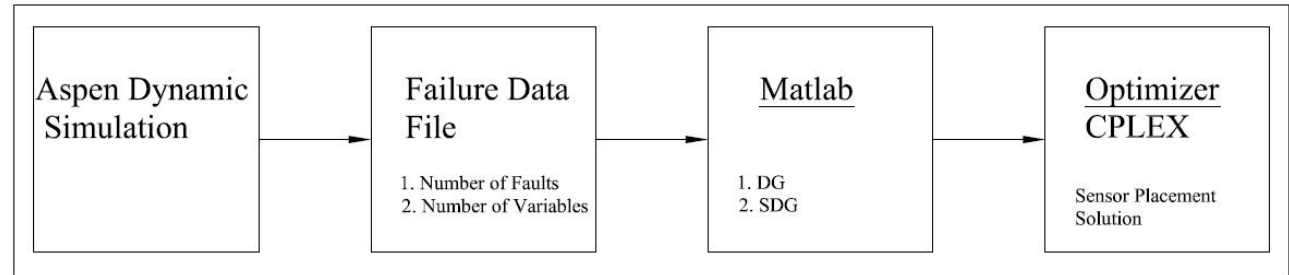 Aspen Dynamic
Simulation
Failure Data
File
1. Number of Faults
2. Number of Variables
Matlab
1. DG
2. SDG
Optimizer
CPLEX
Sensor Placement
Solution